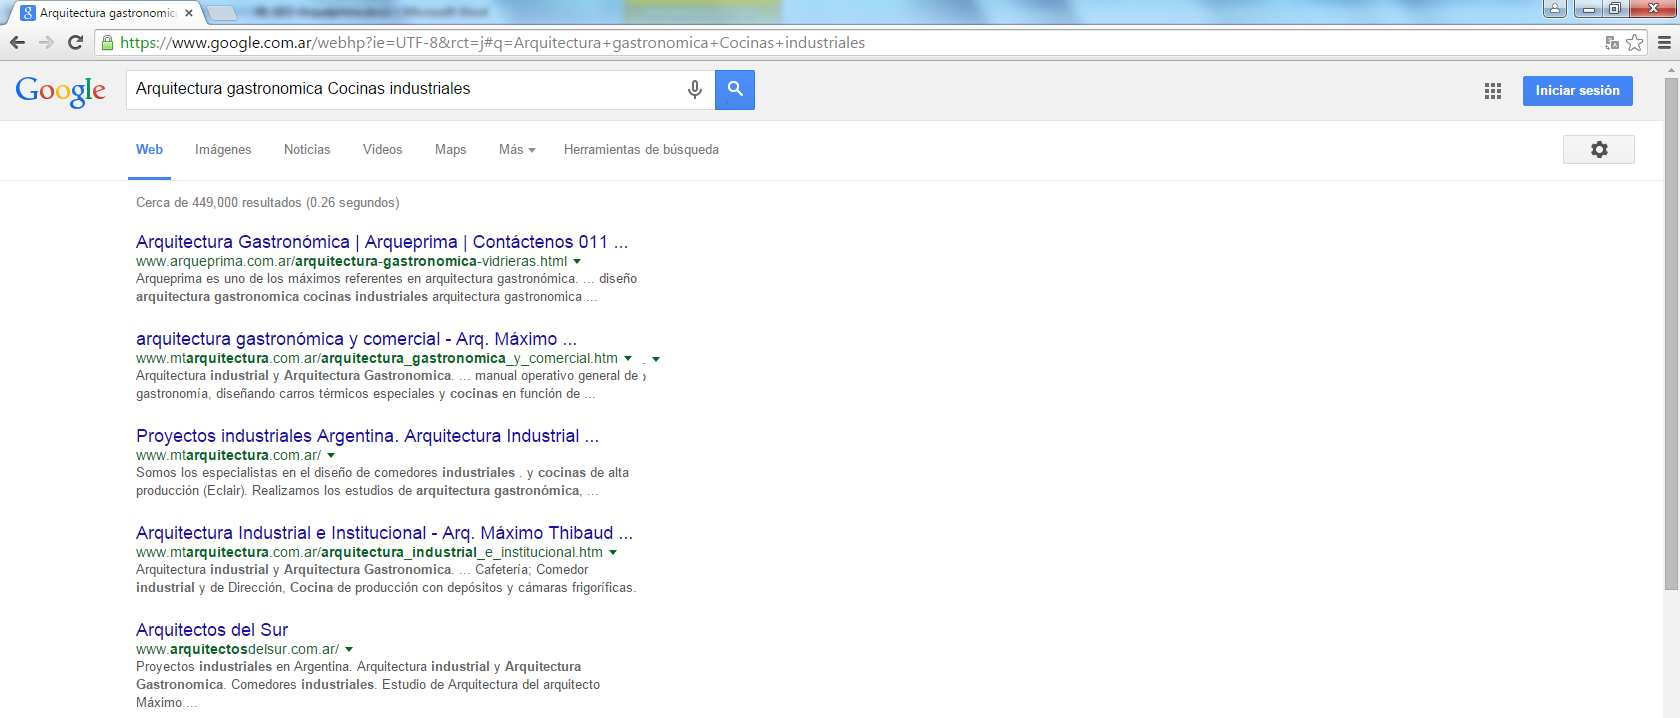 Arquitectura gastronomic
https://www.google.com.ar/webhp?ie=UTF-8&rct=j#q=Arquitectura+gastronomica+Cocinas+industriales
Google
Arquitectura gastronomica Cocinas industriales
Iniciar sesión
Web Imágenes Noticias Videos Maps Más Herramientas de búsqueda
Cerca de 449,000 resultados (0.26 segundos)
Arquitectura Gastronómica | Arqueprima | Contáctenos 011 ...
www.arqueprima.com.ar/arquitectura-gastronomica-vidrieras.html
Arqueprima es uno de los máximos referentes en arquitectura gastronómica. ... diseño
arquitectura gastronomica cocinas industriales arquitectura gastronomica ...
arquitectura gastronómica y comercial - Arq. Máximo ...
www.mtarquitectura.com.ar/arquitectura_gastronomica_y_comercial.htm
Arquitectura industrial y Arquitectura Gastronomica. ... manual operativo general de
gastronomía, diseñando carros térmicos especiales y cocinas en función de ...
Proyectos industriales Argentina. Arquitectura Industrial ...
www.mtarquitectura.com.ar/
Somos los especialistas en el diseño de comedores industriales . y cocinas de alta
producción (Eclair). Realizamos los estudios de arquitectura gastronómica, ...
Arquitectura Industrial e Institucional - Arq. Máximo Thibaud ...
www.mtarquitectura.com.ar/arquitectura_industrial_e_institucional.htm
Arquitectura industrial y Arquitectura Gastronomica. ... Cafetería; Comedor
industrial y de Dirección, Cocina de producción con depósitos y cámaras frigoríficas.
Arquitectos del Sur
www.arquitectosdelsur.com.ar/
Proyectos industriales en Argentina. Arquitectura industrial y Arquitectura
Gastronomica. Comedores industriales. Estudio de Arquitectura del arquitecto
Máximo ...